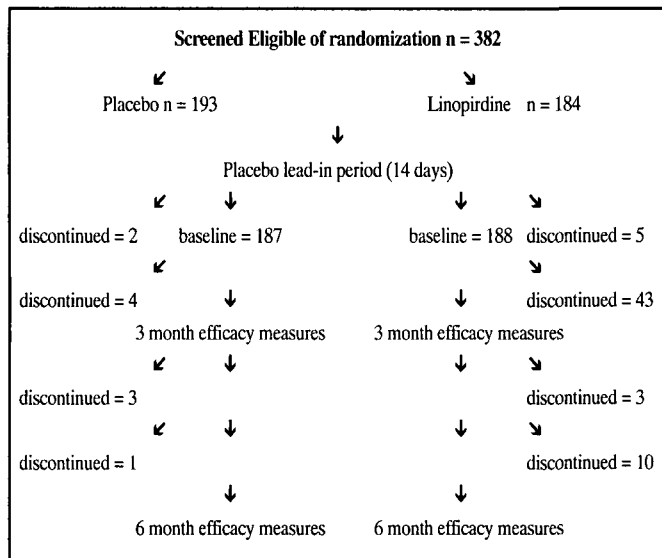 Screened Eligible of randomization n = 382
Placebo n = 193 Linopirdine n = 184
Placebo lead-in period (14 days)
discontinued = 2 baseline = 187 baseline = 188 discontinued = 5
discontinued = 4 discontinued = 43
3 month efficacy measures 3 month efficacy measures
discontinued = 3 discontinued = 3
discontinued = 1 discontinued = 10
6 month efficacy measures 6 month efficacy measures